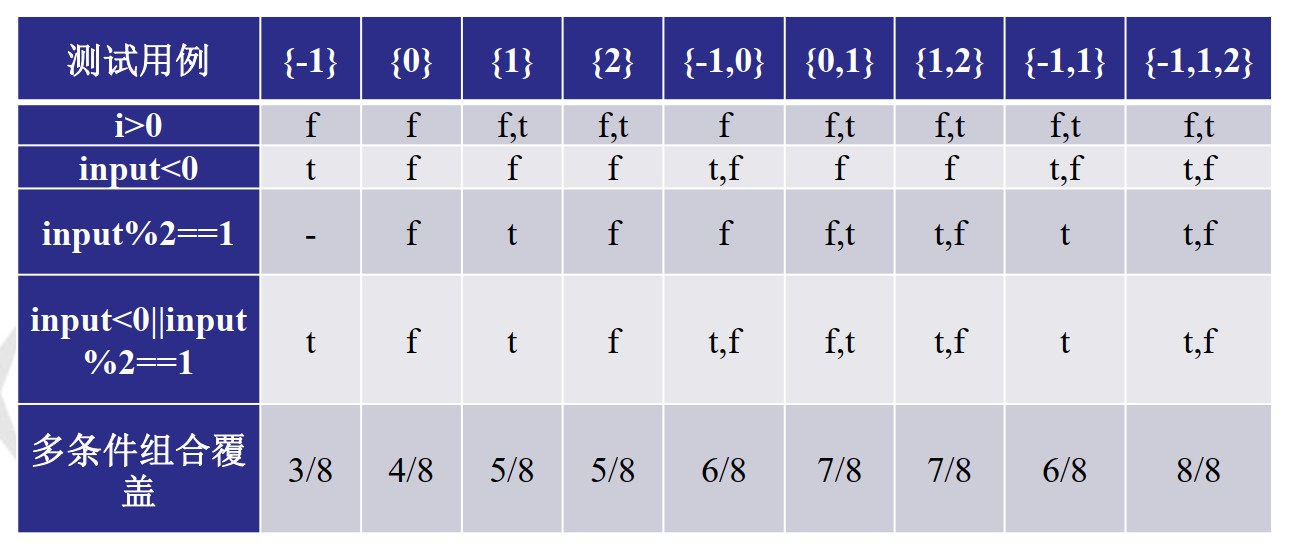 测试用例 {-1} {0} {1} {2} {-1,0} {0,1} {1,2} {-1,1} {-1,1,2}
i>0 f f f,t f,t f f,t f,t f,t f,t
input<0 t f f f t,f f f t,f t,f
input%2==1 - f t f f f,t t,f t t,f
input<0||input
%2==1 t f t f t,f f,t t,f t t,f
多条件组合覆
盖 3/8 4/8 5/8 5/8 6/8 7/8 7/8 6/8 8/8